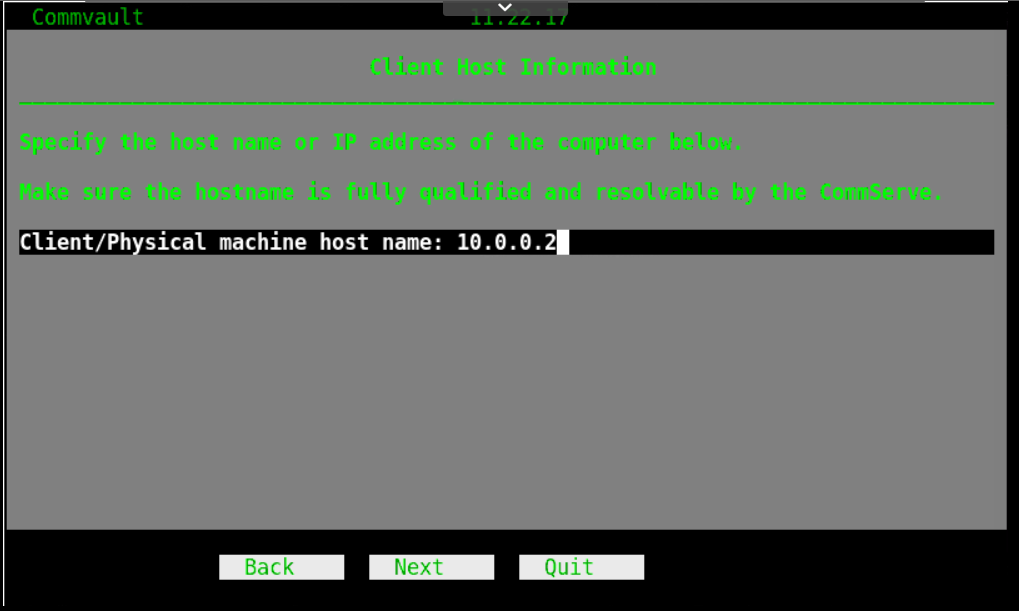 Commvault 11.22.17
Client Host Information
Specify the host name or IP address of the computer below.
Make sure the hostname is fully qualified and resolvable by the CommServe.
Client/Physical machine host name: 10.0.0.2
Back Next Quit